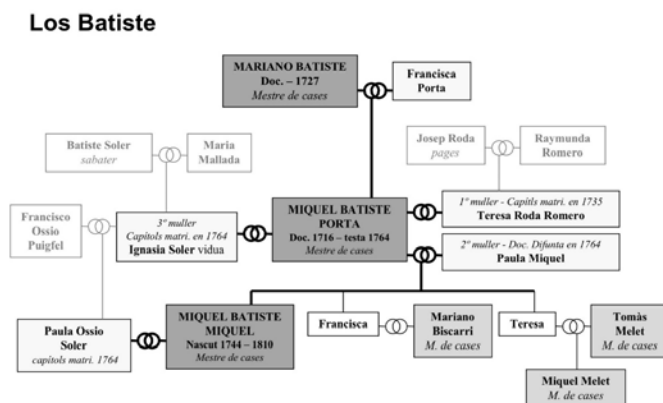 Los Batiste
MARIANO BATISTE
Doc. – 1727
Mestre de cases
Francisca
Porta
Batiste Soler
sabater
Maria
Mallada
Josep Roda
pages
Raymunda
Romero
Francisco
Ossio
Puigfel
3º muller
Capítols matri. en 1764
Ignasia Soler vidua
MIQUEL BATISTE
PORTA
Doc. 1716 – testa 1764
Mestre de cases
1º muller - Capítls matri. en 1735
Teresa Roda Romero
2º muller - Doc. Difunta en 1764
Paula Miquel
Paula Ossio
Soler
capítols matri. 1764
MIQUEL BATISTE
MIQUEL
Nascut 1744 – 1810
Mestre de cases
Francisca
Mariano
Biscarri
M. de cases
Teresa
Tomàs
Melet
M. de cases
Miquel Melet
M. de cases